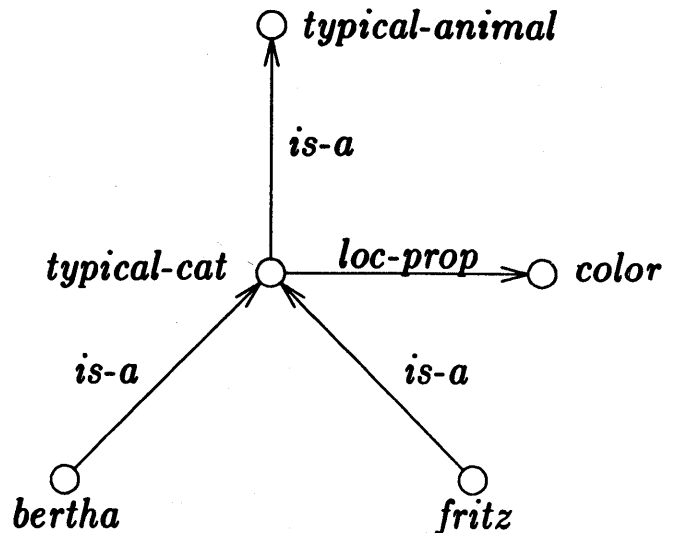 typical-animal
is-a
typical-cat
loc-prop
color
is-a
is-a
bertha
fritz